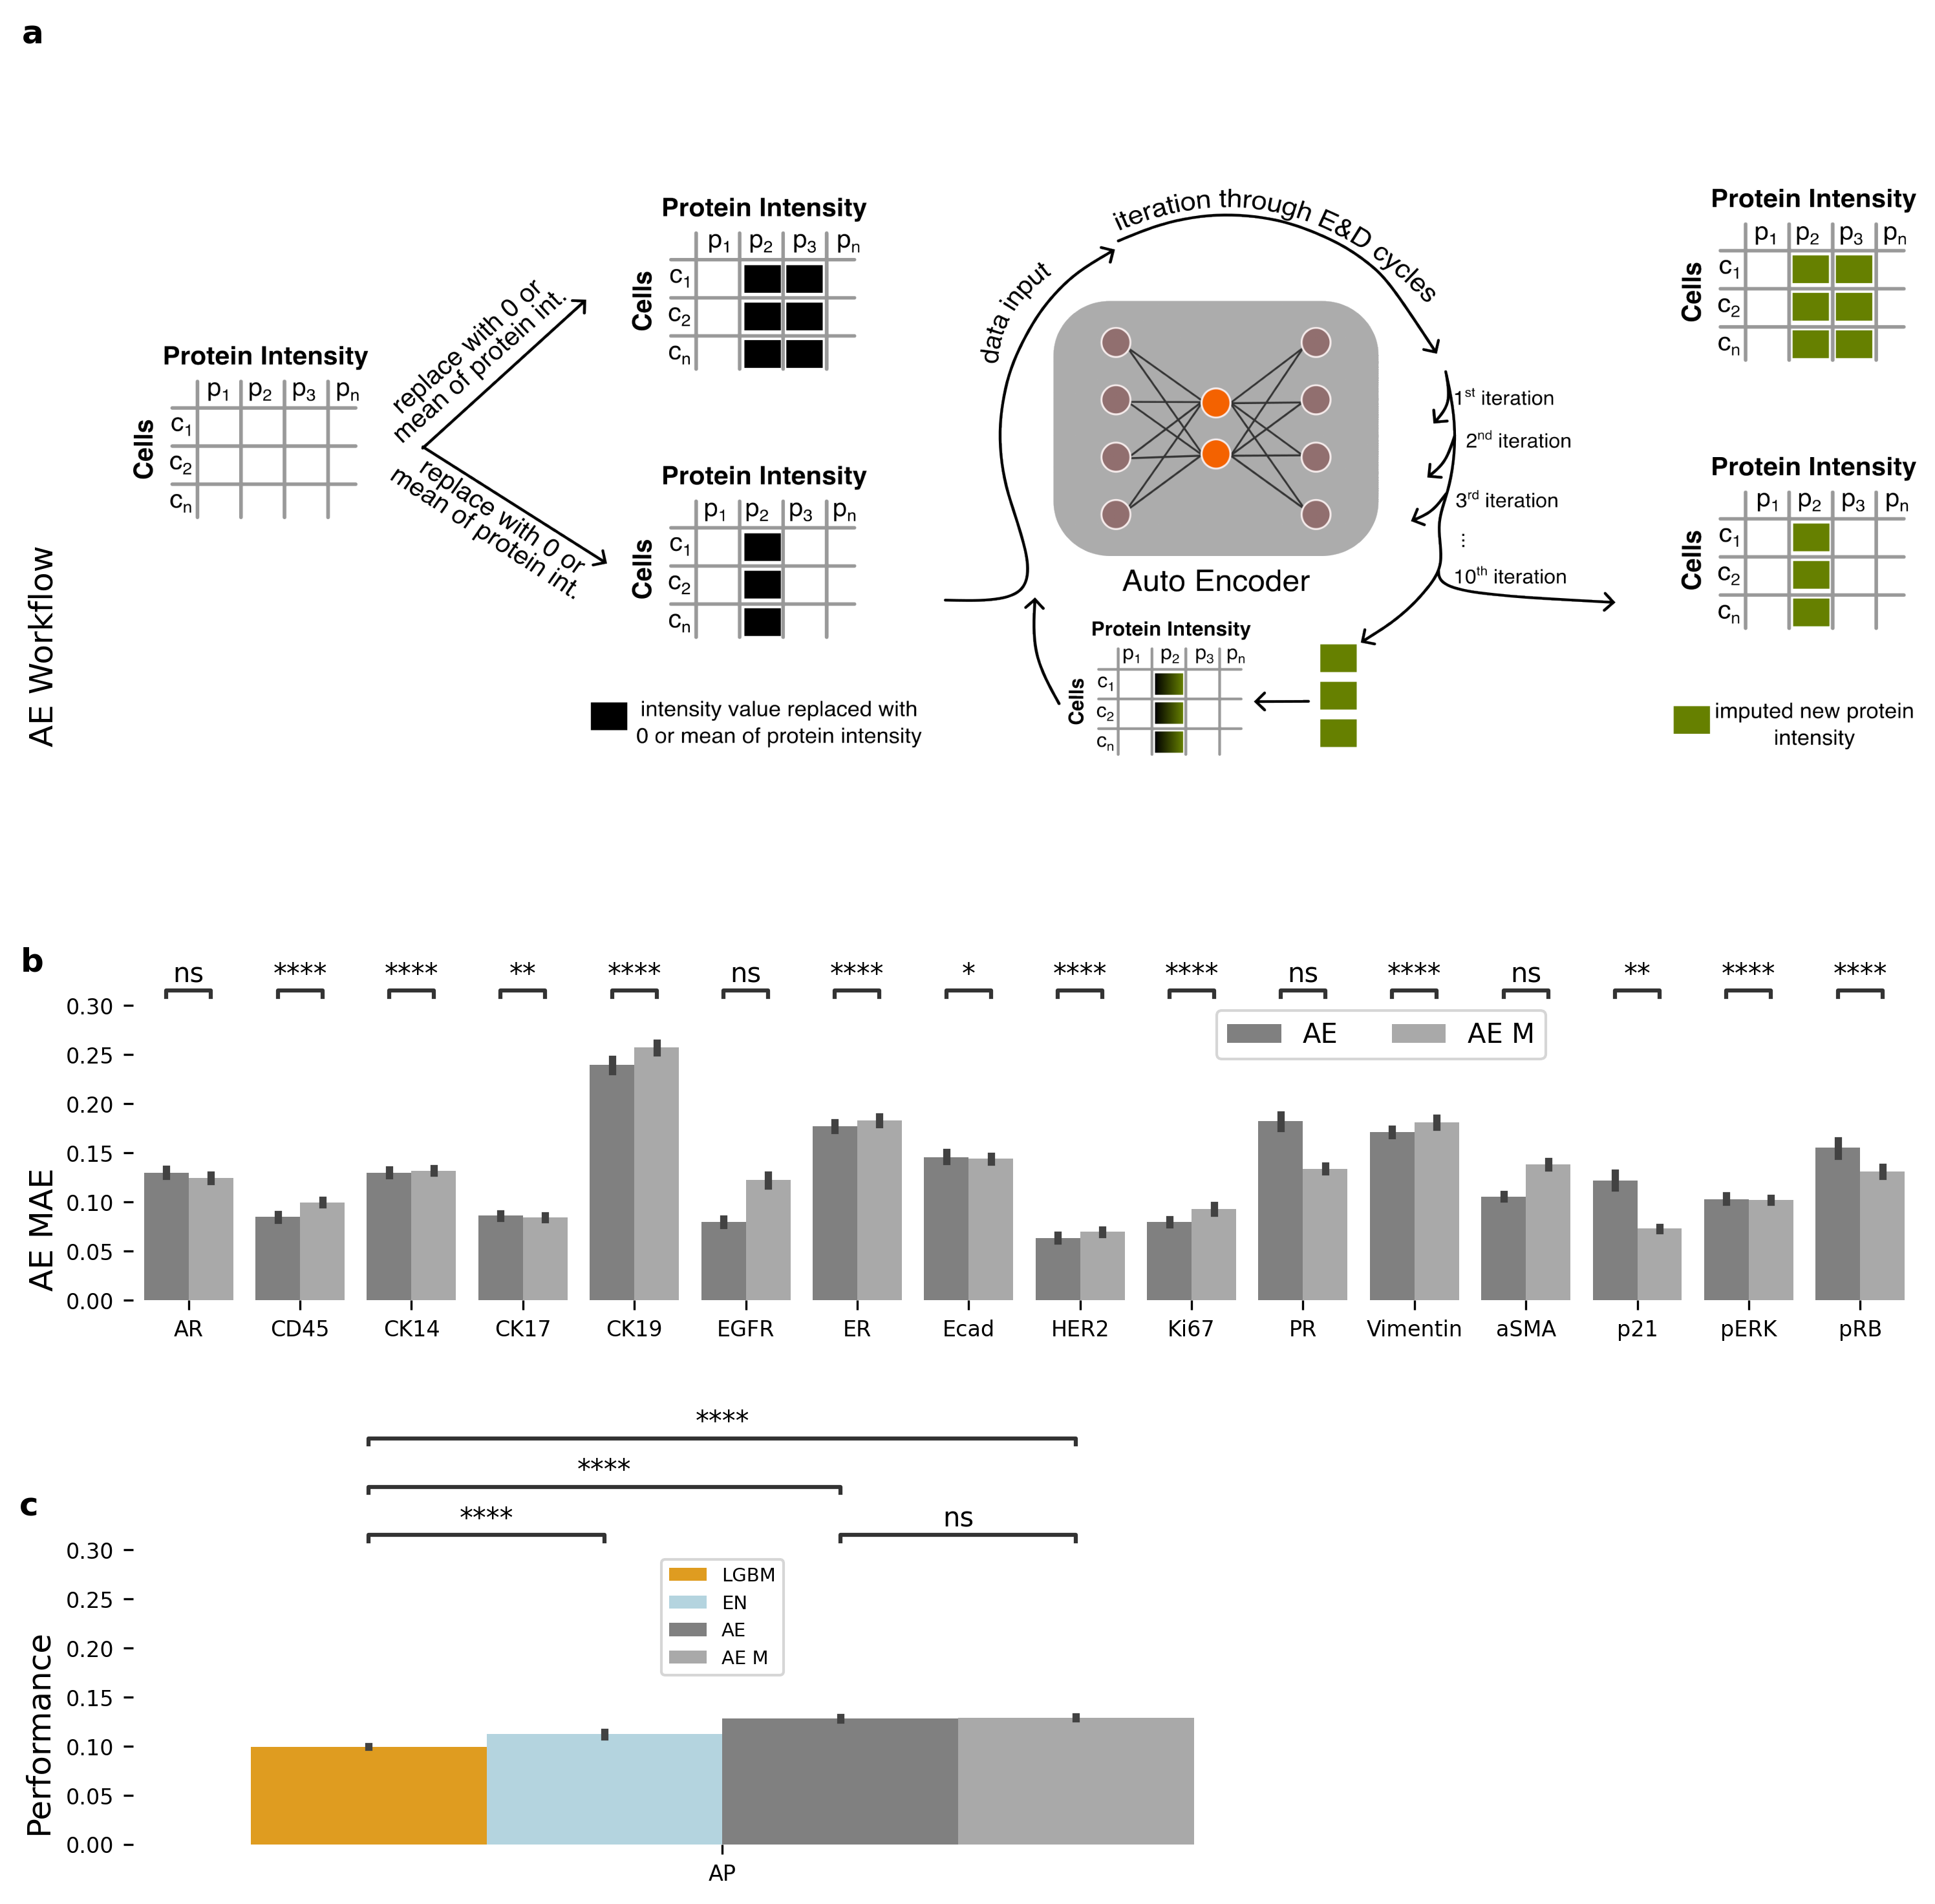 a
AE Workflow
Protein Intensity
p1 p2 p3 pn
Cells
c1
c2
cn
replace with 0 or
mean of protein int.
replace with 0 or
mean of protein int.
Protein Intensity
p1 p2 p3 pn
Cells
c1
c2
cn
Protein Intensity
p1 p2 p3 pn
Cells
c1
c2
cn
intensity value replaced with
0 or mean of protein intensity
data input
iteration through E&D cycles
Auto Encoder
1st iteration
2nd iteration
3rd iteration
⋮
10th iteration
Protein Intensity
p1 p2 p3 pn
Cells
c1
c2
cn
Protein Intensity
p1 p2 p3 pn
Cells
c1
c2
cn
Protein Intensity
p1 p2 p3 pn
Cells
c1
c2
cn
imputed new protein
intensity
b
ns **** **** ** **** ns **** * **** **** ns **** ns ** **** ****
AE AE M
AE MAE
0.30
0.25
0.20
0.15
0.10
0.05
0.00
AR CD45 CK14 CK17 CK19 EGFR ER Ecad HER2 Ki67 PR Vimentin aSMA p21 pERK pRB
c
****
****
**** ns
LGBM
EN
AE
AE M
Performance
0.30
0.25
0.20
0.15
0.10
0.05
0.00
AP